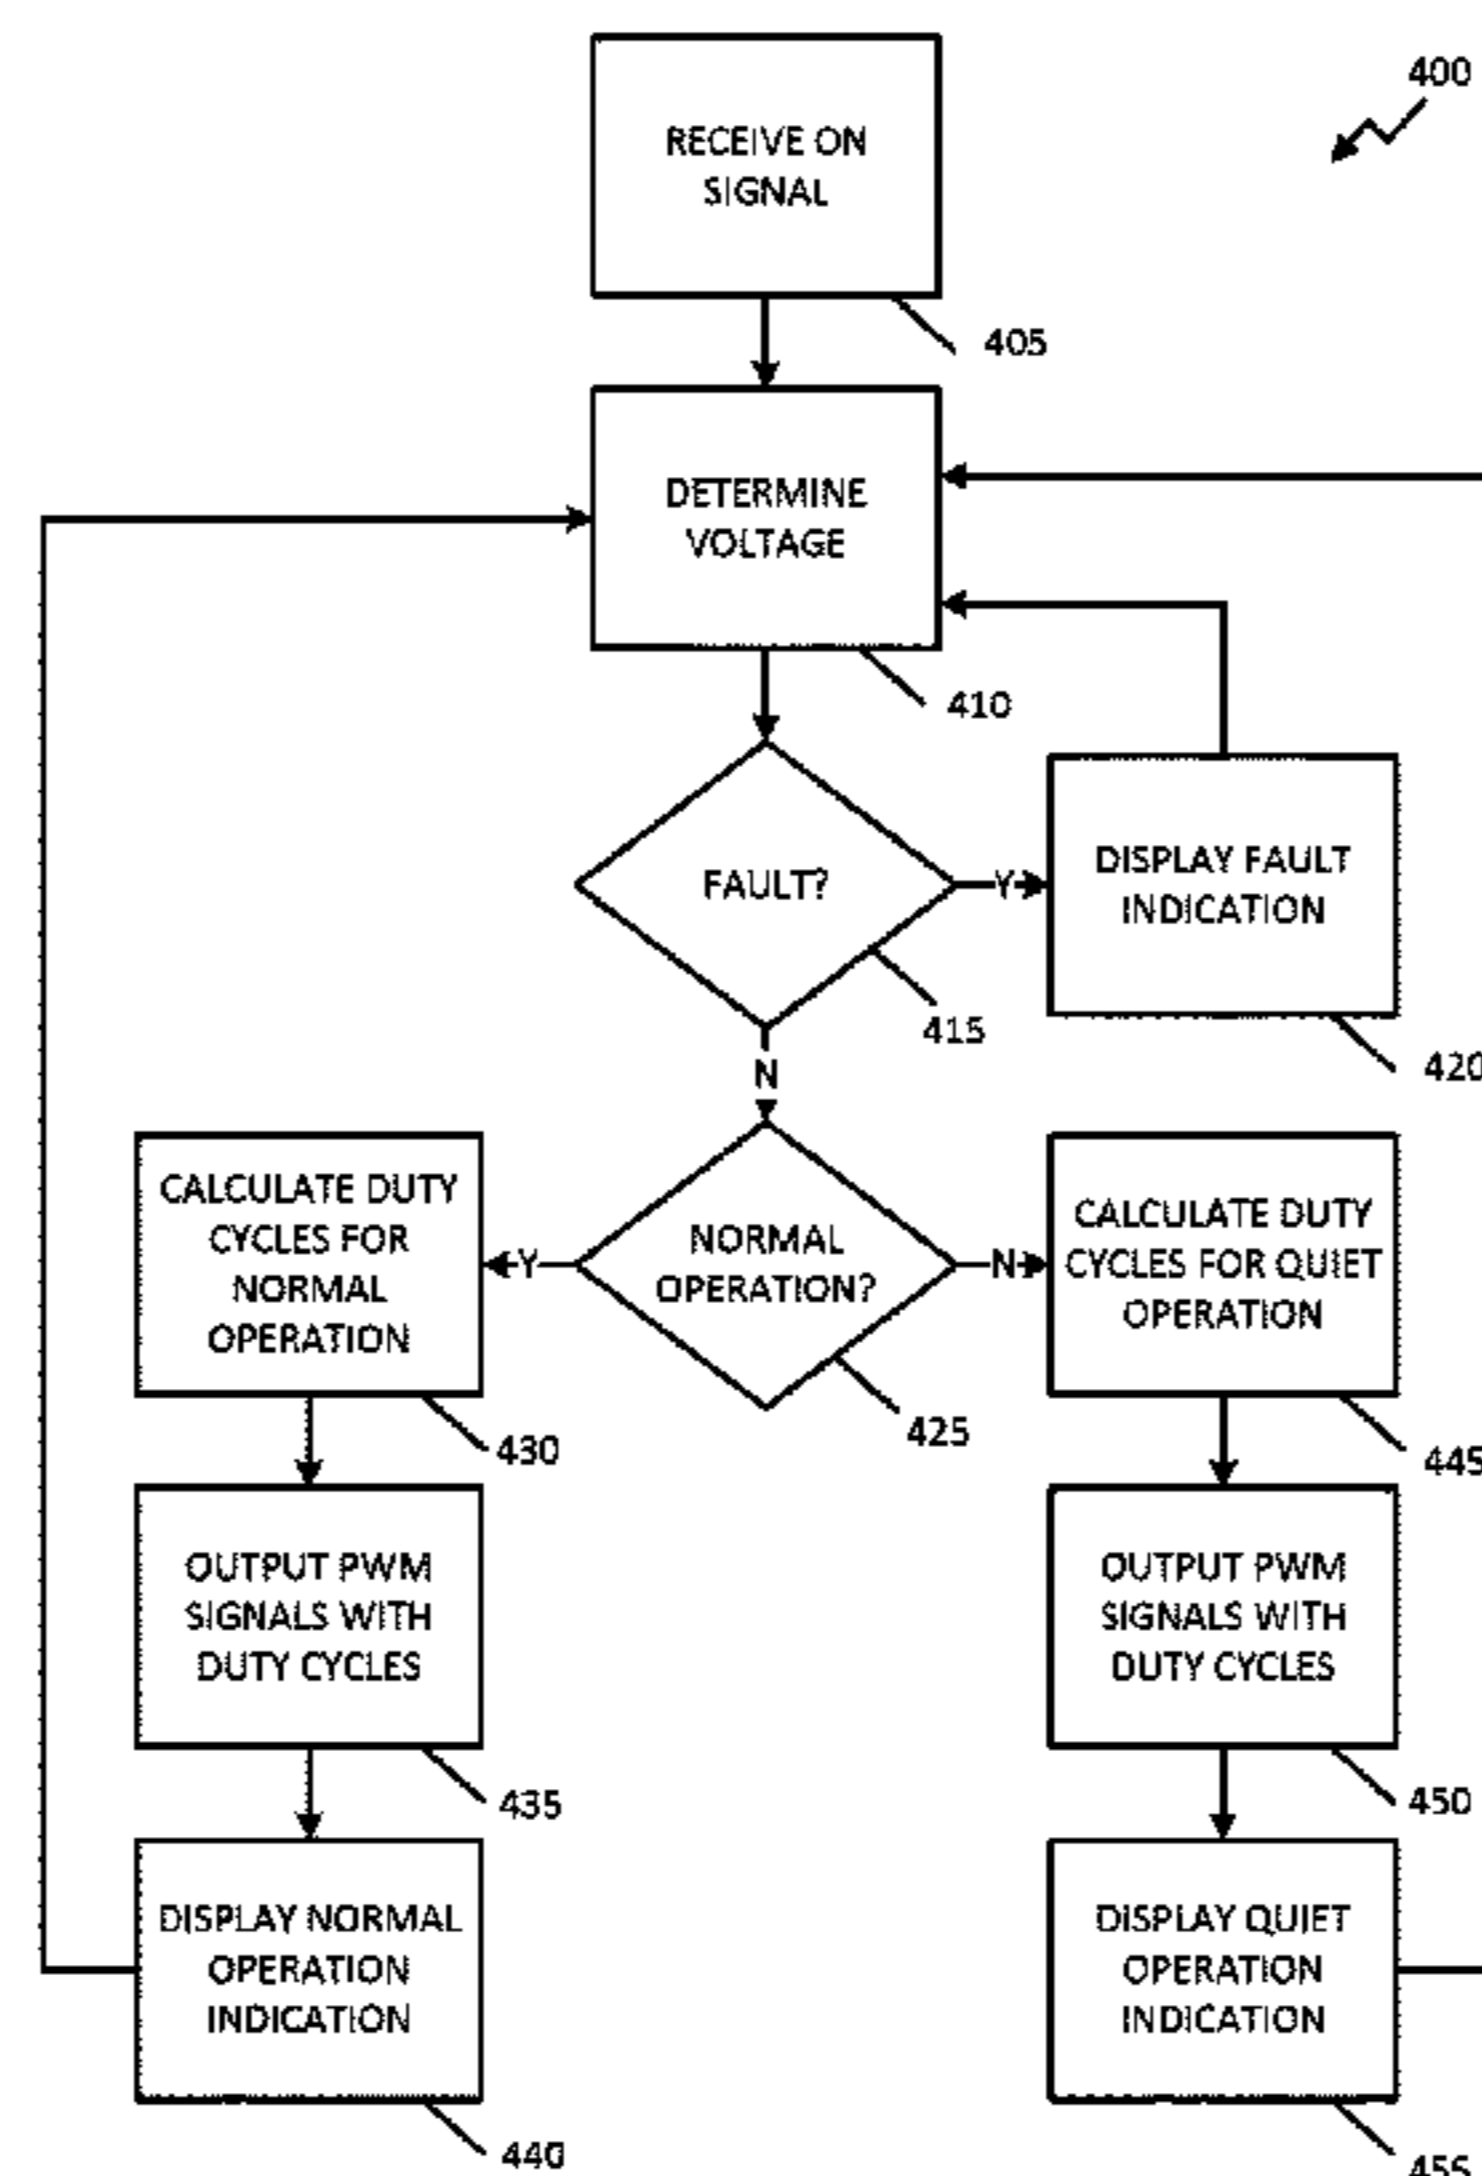 400
RECEIVE ON
SIGNAL
405
DETERMINE
VOLTAGE
410
FAULT?
Y
DISPLAY FAULT
INDICATION
415
420
N
CALCULATE DUTY
CYCLES FOR
NORMAL
OPERATION
Y
NORMAL
OPERATION?
N
CALCULATE DUTY
CYCLES FOR QUIET
OPERATION
430
425
445
OUTPUT PWM
SIGNALS WITH
DUTY CYCLES
OUTPUT PWM
SIGNALS WITH
DUTY CYCLES
435
450
DISPLAY NORMAL
OPERATION
INDICATION
DISPLAY QUIET
OPERATION
INDICATION
440
455